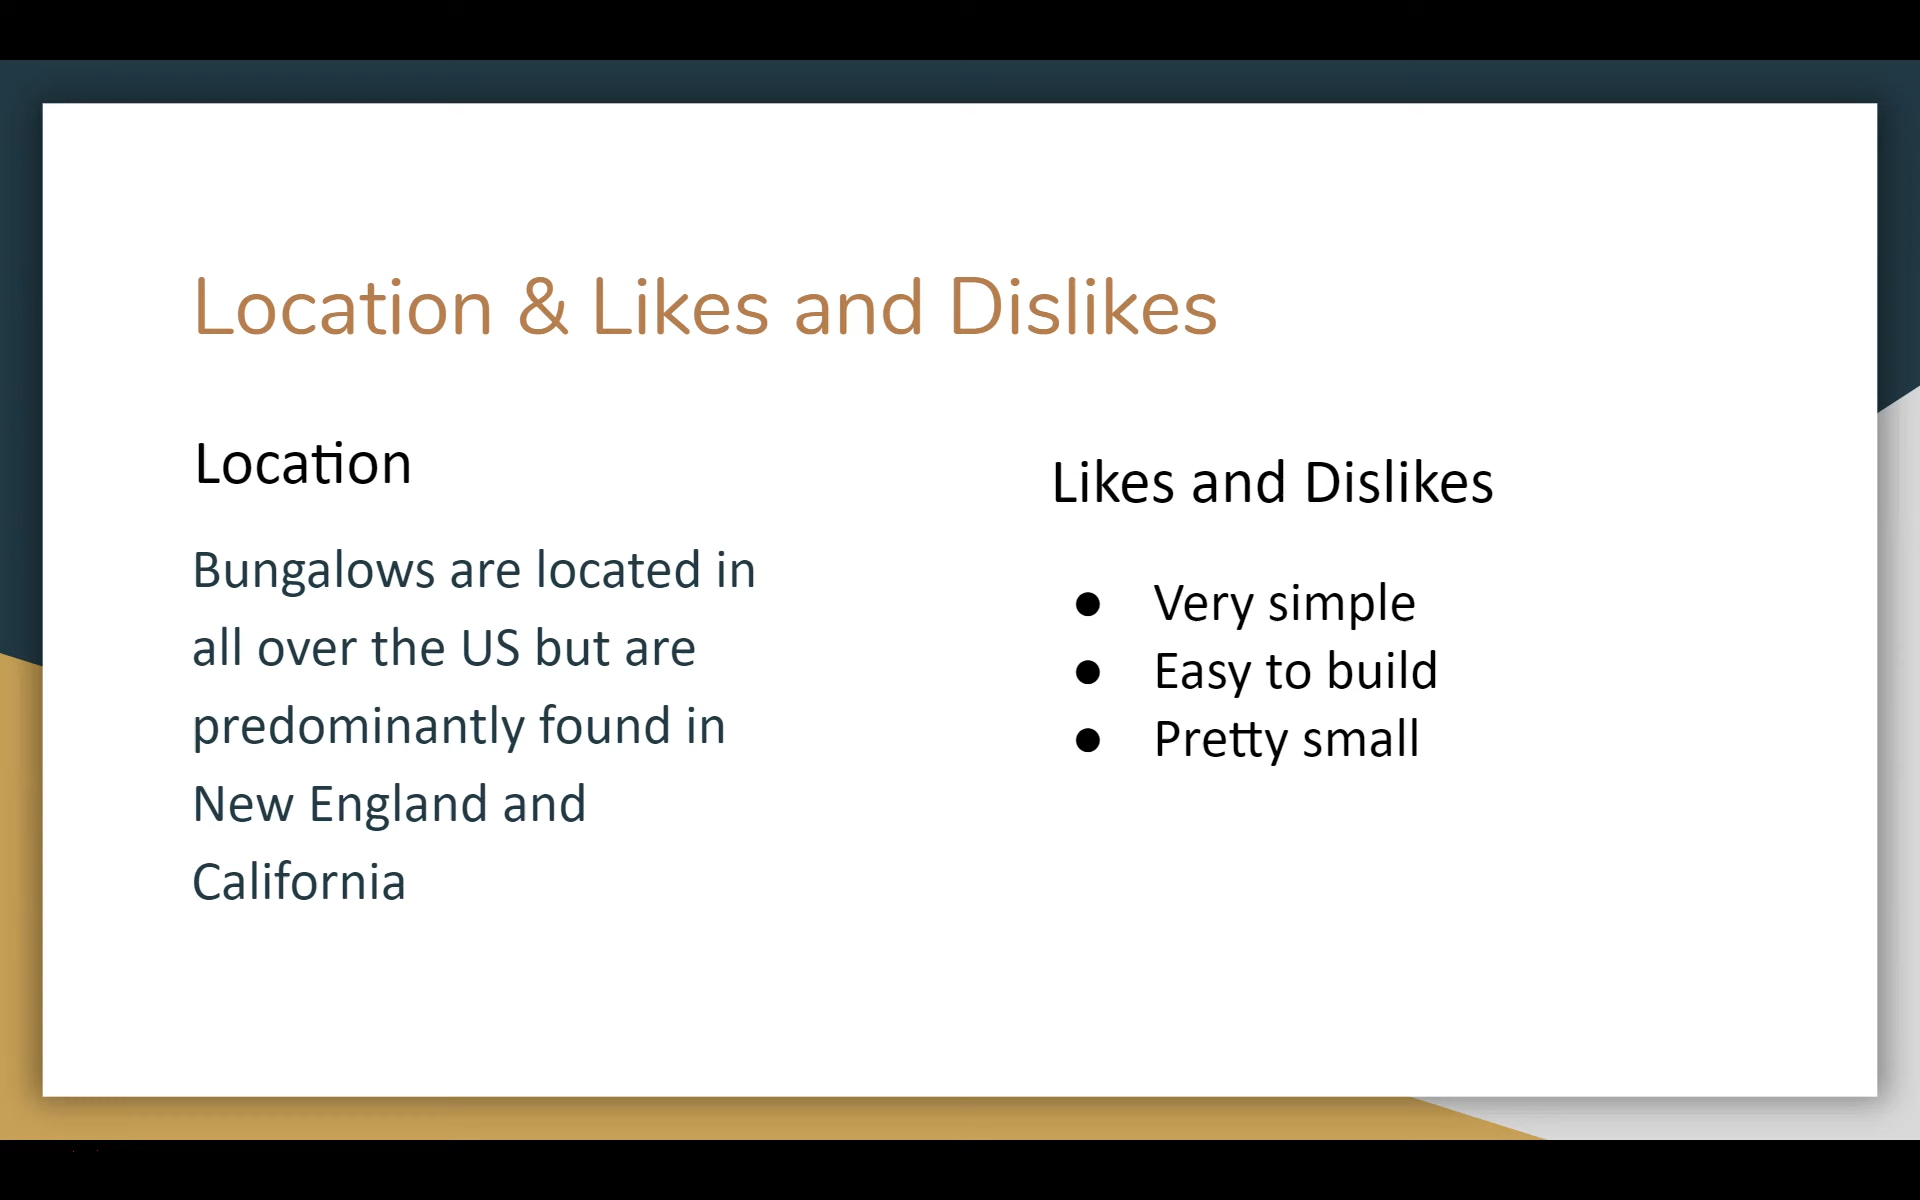 Location & Likes and Dislikes
Location
Bungalows are located in
all over the US but are
predominantly found in
New England and
California
Likes and Dislikes
● Very simple
● Easy to build
● Pretty small